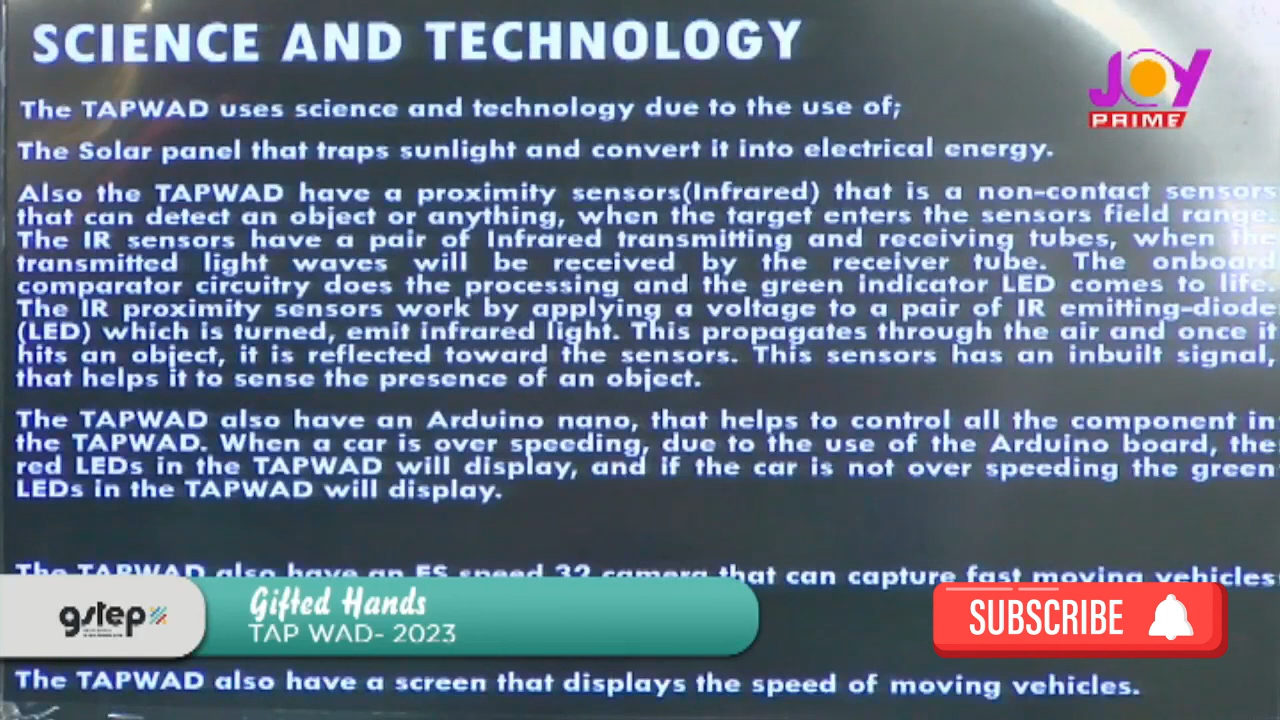 SCIENCE AND TECHNOLOGY
JOY
PRIME
The TAPWAD uses science and technology due to the use of;
The Solar panel that traps sunlight and convert it into electrical energy.
Also the TAPWAD have a proximity sensors(Infrared) that is a non-contact sensors
that can detect an object or anything, when the target enters the sensors field range.
The IR sensors have a pair of Infrared transmitting and receiving tubes, when the
transmitted light waves will be received by the receiver tube. The onboard
comparator circuitry does the processing and the green indicator LED comes to life.
The IR proximity sensors work by applying a voltage to a pair of IR emitting-diode
(LED) which is turned, emit infrared light. This propagates through the air and once it
hits an object, it is reflected toward the sensors. This sensors has an inbuilt signal,
that helps it to sense the presence of an object.
The TAPWAD also have an Arduino nano, that helps to control all the component in
the TAPWAD. When a car is over speeding, due to the use of the Arduino board, the
red LEDs in the TAPWAD will display, and if the car is not over speeding the green
LEDs in the TAPWAD will display.
The TAPWAD also have an ES speed 32 camera that can capture fast moving vehicles
gstep
Gifted Hands
TAP WAD- 2023
SUBSCRIBE
The TAPWAD also have a screen that displays the speed of moving vehicles.